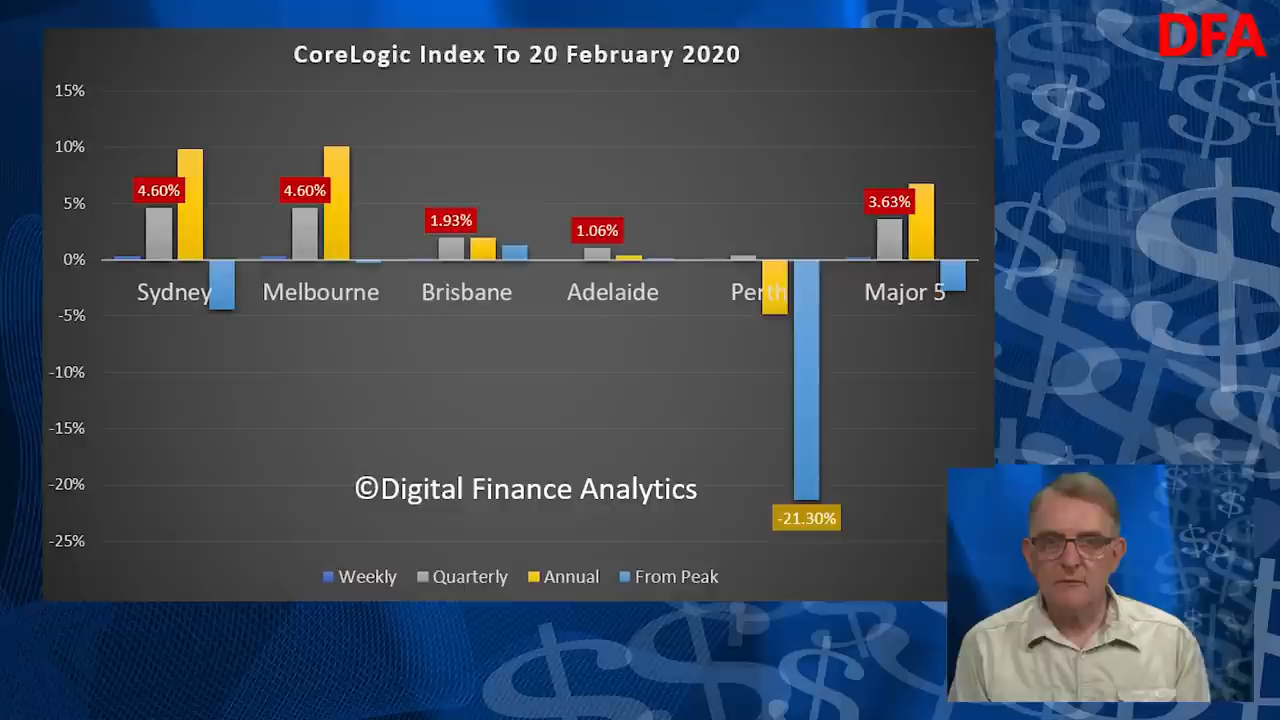 DFA
CoreLogic Index To 20 February 2020
15%
10%
5%
0%
-5%
-10%
-15%
-20%
-25%
4.60%
4.60%
1.93%
1.06%
3.63%
Sydney
Melbourne
Brisbane
Adelaide
Perth
Major 5
-21.30%
©Digital Finance Analytics
Weekly
Quarterly
Annual
From Peak